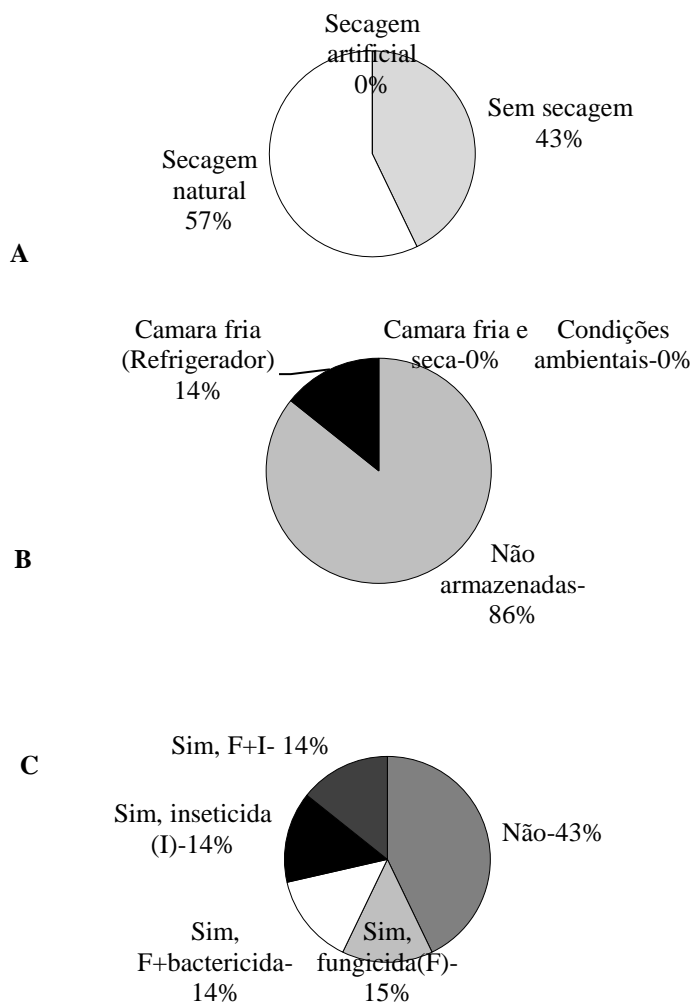 Secagem
artificial
0%
Sem secagem
43%
Secagem
natural
57%
A
Camara fria
(Refrigerador)
14%
Camara fria e
seca-0%
Condições
ambientais-0%
B
Não
armazenadas-
86%
C
Sim, F+I- 14%
Sim, inseticida
(I)-14%
Não-43%
Sim,
F+bactericida-
14%
Sim,
fungicida(F)-
15%